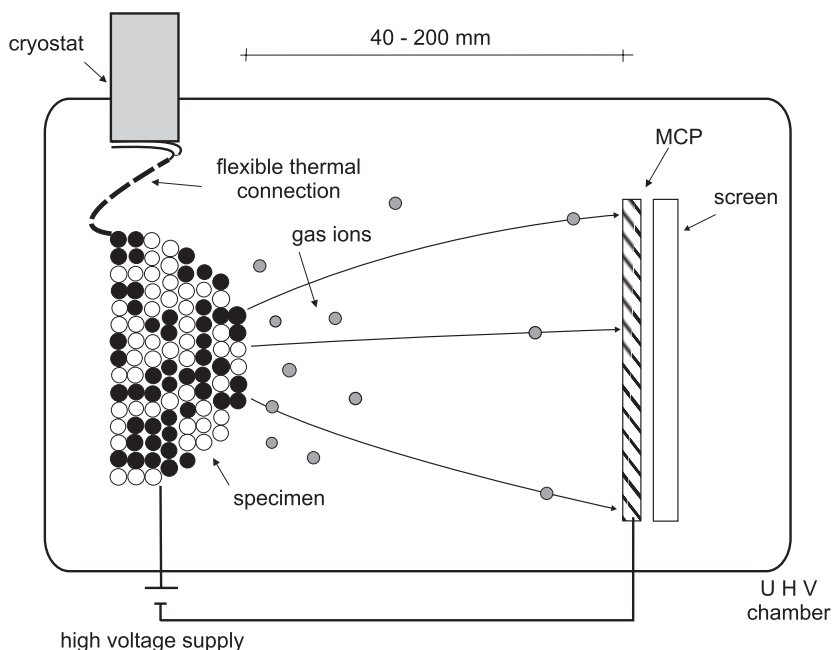 cryostat
40 - 200 mm
MCP
flexible thermal
connection
screen
gas ions
specimen
U H V
chamber
high voltage supply